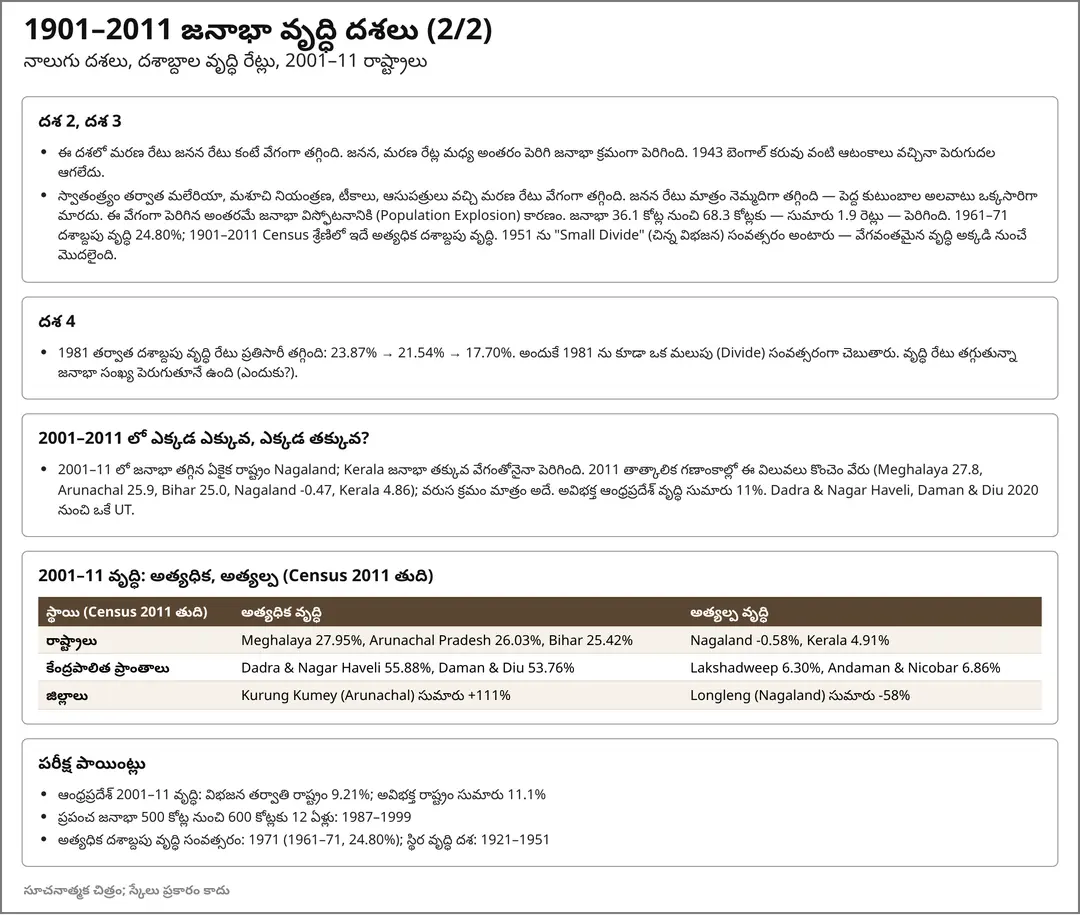 1901–2011 జనాభా వృద్ధి దశలు (2/2)
నాలుగు దశలు, దశాబ్దాల వృద్ధి రేట్లు, 2001–11 రాష్ట్రాలు
దశ 2, దశ 3
• ఈ దశలో మరణ రేటు జనన రేటు కంటే వేగంగా తగ్గింది. జనన, మరణ రేట్ల మధ్య అంతరం పెరిగి జనాభా క్రమంగా పెరిగింది. 1943 బెంగాల్ కరువు వంటి ఆటంకాలు వచ్చినా పెరుగుదల
ఆగలేదు.
• స్వాతంత్ర్యం తర్వాత మలేరియా, మశూచి నియంత్రణ, టీకాలు, ఆసుపత్రులు వచ్చి మరణ రేటు వేగంగా తగ్గింది. జనన రేటు మాత్రం నెమ్మదిగా తగ్గింది — పెద్ద కుటుంబాల అలవాటు ఒక్కసారిగా
మారదు. ఈ వేగంగా పెరిగిన అంతరమే జనాభా విస్ఫోటనానికి (Population Explosion) కారణం. జనాభా 36.1 కోట్ల నుంచి 68.3 కోట్లకు — సుమారు 1.9 రెట్లు — పెరిగింది. 1961–71
దశాబ్దపు వృద్ధి 24.80%; 1901–2011 Census శ్రేణిలో ఇదే అత్యధిక దశాబ్దపు వృద్ధి. 1951 ను "Small Divide" (చిన్న విభజన) సంవత్సరం అంటారు — వేగవంతమైన వృద్ధి అక్కడి నుంచే
మొదలైంది.
దశ 4
• 1981 తర్వాత దశాబ్దపు వృద్ధి రేటు ప్రతిసారీ తగ్గింది: 23.87% → 21.54% → 17.70%. అందుకే 1981 ను కూడా ఒక మలుపు (Divide) సంవత్సరంగా చెబుతారు. వృద్ధి రేటు తగ్గుతున్నా
జనాభా సంఖ్య పెరుగుతూనే ఉంది (ఎందుకు?).
2001–2011 లో ఎక్కడ ఎక్కువ, ఎక్కడ తక్కువ?
• 2001–11 లో జనాభా తగ్గిన ఏకైక రాష్ట్రం Nagaland; Kerala జనాభా తక్కువ వేగంతోనైనా పెరిగింది. 2011 తాత్కాలిక గణాంకాల్లో ఈ విలువలు కొంచెం వేరు (Meghalaya 27.8,
Arunachal 25.9, Bihar 25.0, Nagaland -0.47, Kerala 4.86); వరుస క్రమం మాత్రం అదే. అవిభక్త ఆంధ్రప్రదేశ్ వృద్ధి సుమారు 11%. Dadra & Nagar Haveli, Daman & Diu 2020
నుంచి ఒకే UT.
2001–11 వృద్ధి: అత్యధిక, అత్యల్ప (Census 2011 తుది)
స్థాయి (Census 2011 తుది) అత్యధిక వృద్ధి అత్యల్ప వృద్ధి
రాష్ట్రాలు Meghalaya 27.95%, Arunachal Pradesh 26.03%, Bihar 25.42% Nagaland -0.58%, Kerala 4.91%
కేంద్రపాలిత ప్రాంతాలు Dadra & Nagar Haveli 55.88%, Daman & Diu 53.76% Lakshadweep 6.30%, Andaman & Nicobar 6.86%
జిల్లాలు Kurung Kumey (Arunachal) సుమారు +111% Longleng (Nagaland) సుమారు -58%
పరీక్ష పాయింట్లు
• ఆంధ్రప్రదేశ్ 2001–11 వృద్ధి: విభజన తర్వాతి రాష్ట్రం 9.21%; అవిభక్త రాష్ట్రం సుమారు 11.1%
• ప్రపంచ జనాభా 500 కోట్ల నుంచి 600 కోట్లకు 12 ఏళ్లు: 1987–1999
• అత్యధిక దశాబ్దపు వృద్ధి సంవత్సరం: 1971 (1961–71, 24.80%); స్థిర వృద్ధి దశ: 1921–1951
సూచనాత్మక చిత్రం; స్కేలు ప్రకారం కాదు